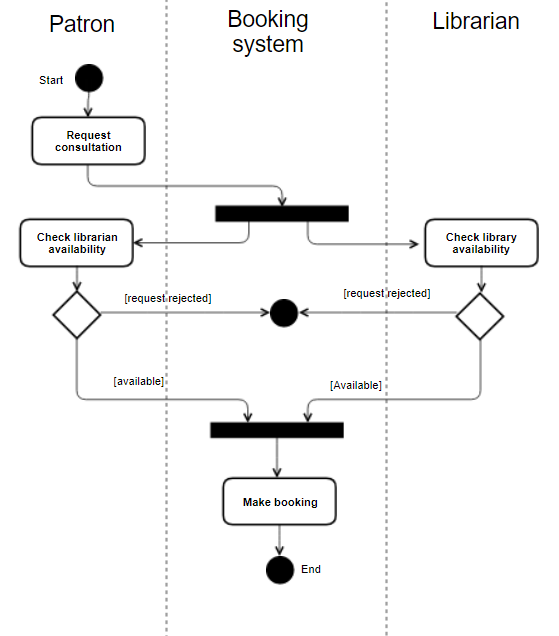 Patron
Booking
system
Librarian
Start
Request
consultation
Check librarian
availability
Check library
availability
[request rejected]
[request rejected]
[available]
[Available]
Make booking
End